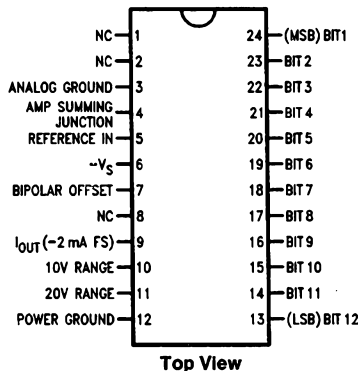 NC 1 24 (MSB) BIT1
NC 2 23 BIT 2
ANALOG GROUND 3 22 BIT 3
AMP SUMMING
JUNCTION 4 21 BIT 4
REFERENCE IN 5 20 BIT 5
-VS 6 19 BIT 6
BIPOLAR OFFSET 7 18 BIT 7
NC 8 17 BIT 8
IOUT (-2 mA FS) 9 16 BIT 9
10V RANGE 10 15 BIT 10
20V RANGE 11 14 BIT 11
POWER GROUND 12 13 (LSB) BIT 12
Top View